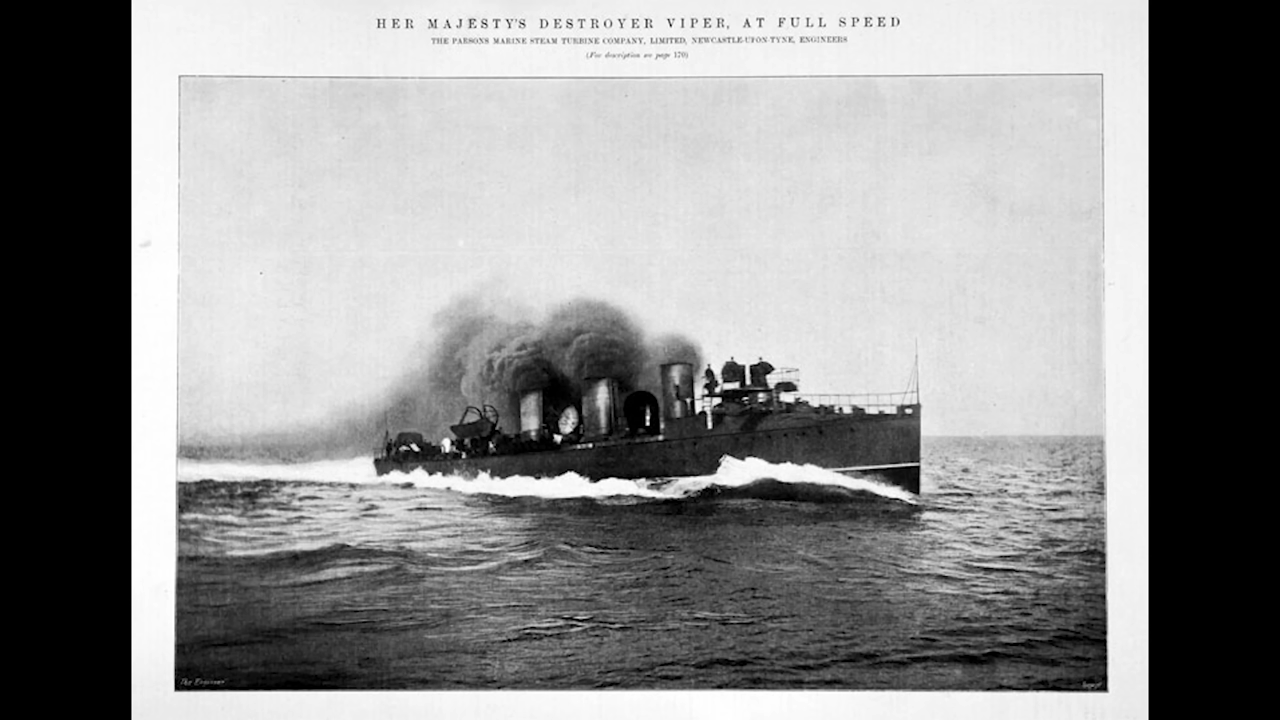 HER MAJESTY'S DESTROYER VIPER, AT FULL SPEED
THE PARSONS MARINE STEAM TURBINE COMPANY, LIMITED, NEWCASTLE-UPON-TYNE, ENGINEERS
(For description see page 170)
The Engineer